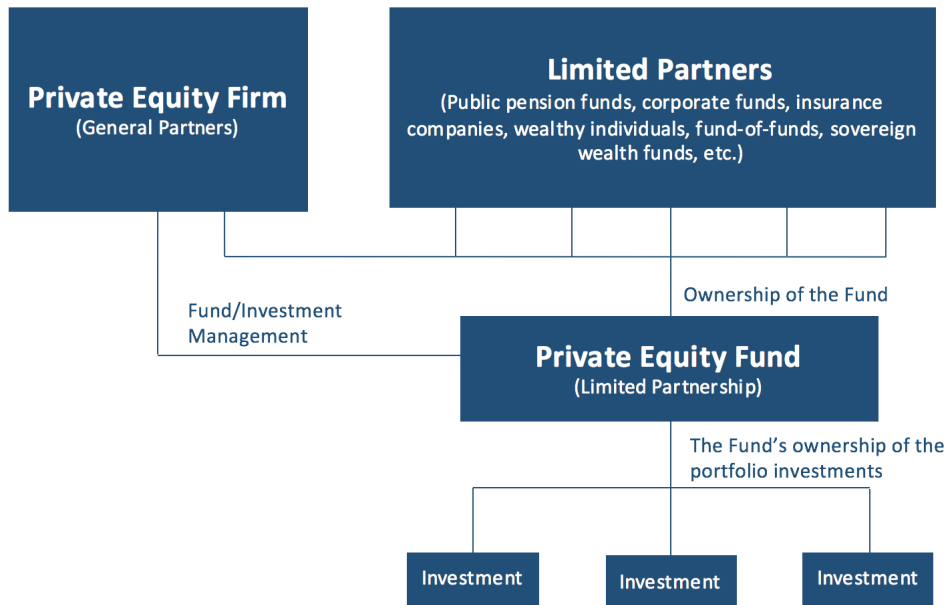 Private Equity Firm
(General Partners)
Limited Partners
(Public pension funds, corporate funds, insurance
companies, wealthy individuals, fund-of-funds, sovereign
wealth funds, etc.)
Fund/Investment
Management
Ownership of the Fund
Private Equity Fund
(Limited Partnership)
The Fund’s ownership of the
portfolio investments
Investment
Investment
Investment